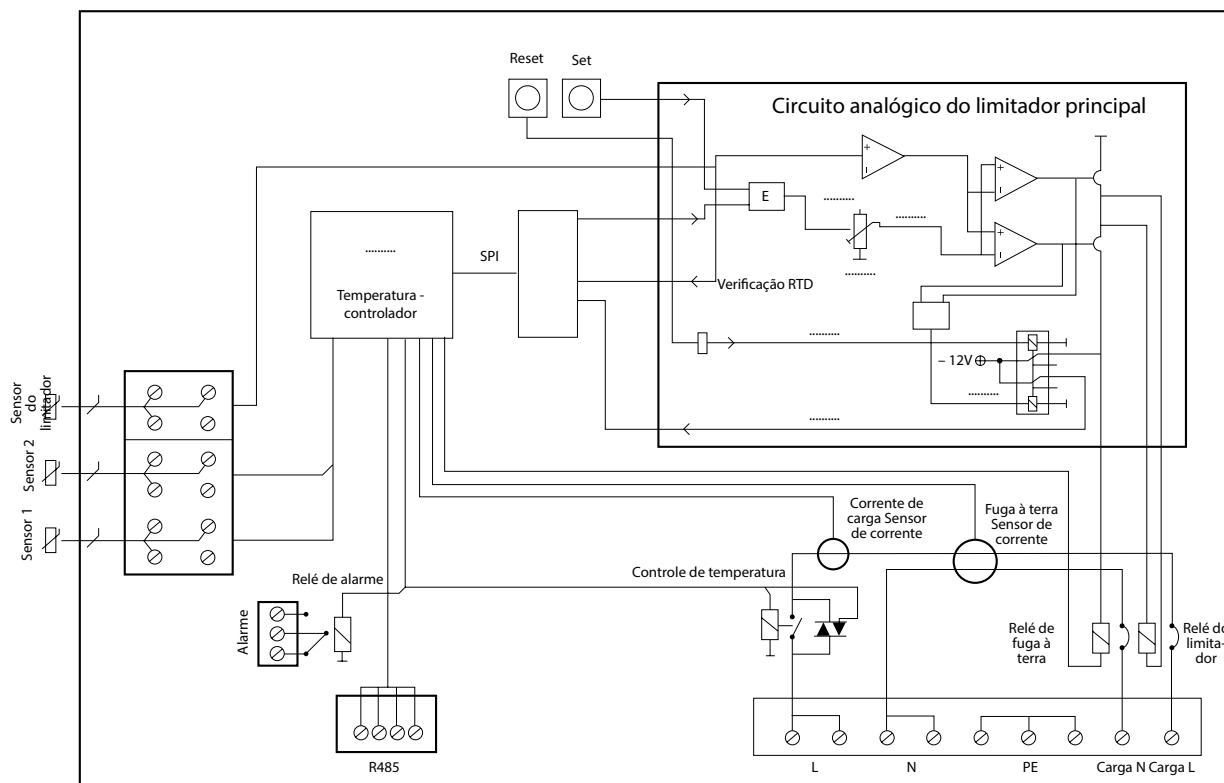 Reset
Set
Circuito analógico do limitador principal
+
-
+
-
E
..........
..........
..........
SPI
+
-
Temperatura -
controlador
Verificação RTD
..........
..........
– 12V
..........
..........
Sensor
do
limitador
Sensor 2
Sensor 1
Corrente de
carga Sensor
de corrente
Fuga à terra
Sensor de
corrente
Relé de alarme
Controle de temperatura
Alarme
Relé de
fuga à
terra
Relé do
limita-
dor
R485
L
N
PE
Carga N
Carga L